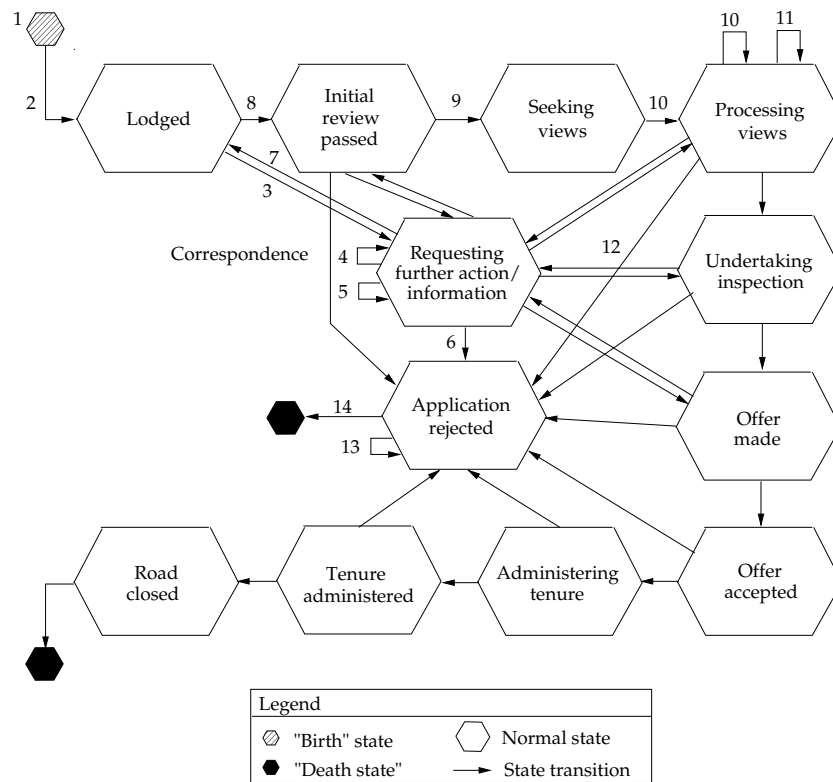 1
10
11
2
Lodged
8
Initial
review
passed
9
Seeking
views
10
Processing
views
7
3
Correspondence
4
5
Requesting
further action/
information
12
Undertaking
inspection
6
14
13
Application
rejected
Offer
made
Road
closed
Tenure
administered
Administering
tenure
Offer
accepted
Legend
"Birth" state
Normal state
"Death state"
State transition